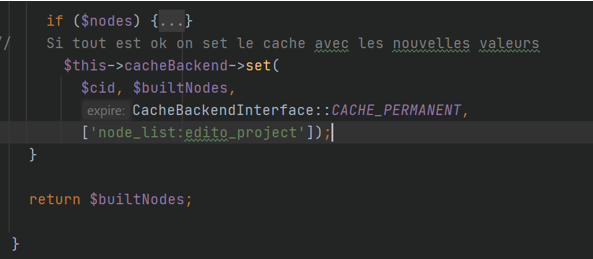 if ($nodes) {...}
// Si tout est ok on set le cache avec les nouvelles valeurs
$this->cacheBackend->set(
$cid, $builtNodes,
expire: CacheBackendInterface::CACHE_PERMANENT,
['node_list:edito_project']);
}
return $builtNodes;
}